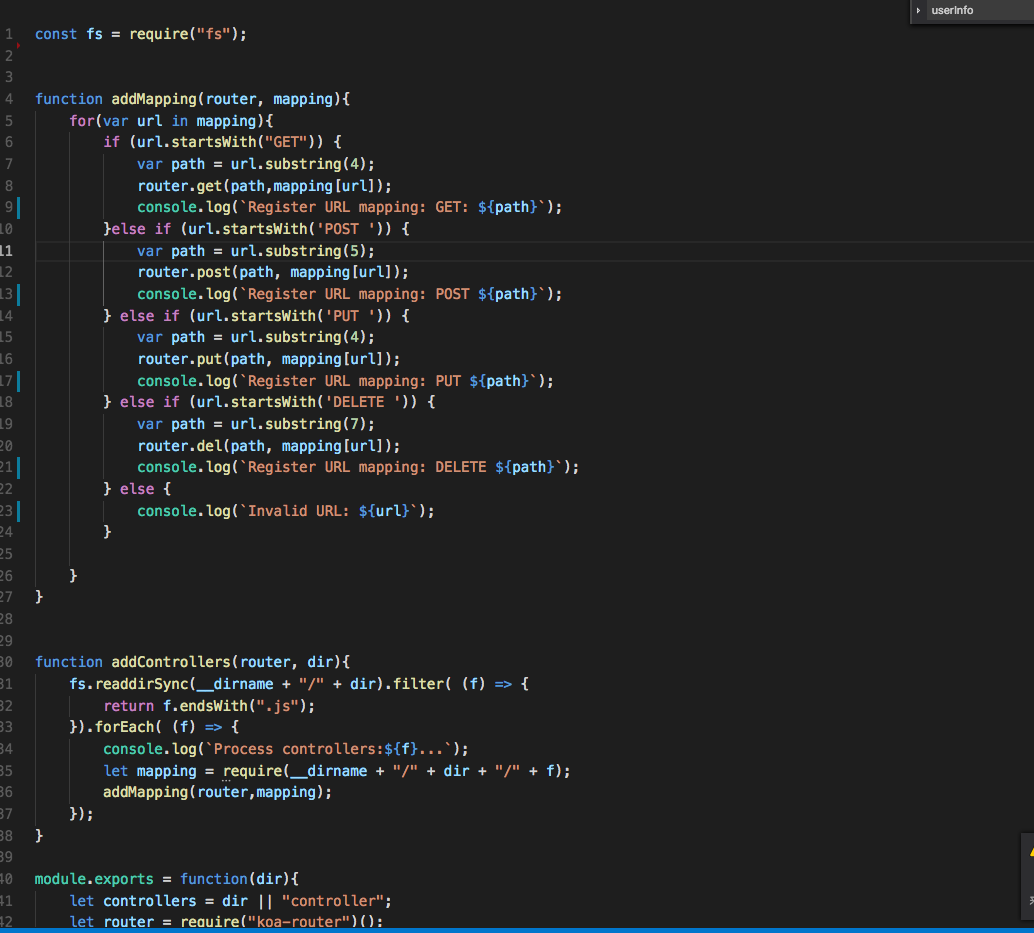 userinfo
1 const fs = require("fs");
2
3
4 function addMapping(router, mapping){
5     for(var url in mapping){
6         if (url.startsWith("GET")) {
7             var path = url.substring(4);
8             router.get(path,mapping[url]);
9             console.log(`Register URL mapping: GET: ${path}`);
10         }else if (url.startsWith('POST ')) {
11             var path = url.substring(5);
12             router.post(path, mapping[url]);
13             console.log(`Register URL mapping: POST ${path}`);
14         } else if (url.startsWith('PUT ')) {
15             var path = url.substring(4);
16             router.put(path, mapping[url]);
17             console.log(`Register URL mapping: PUT ${path}`);
18         } else if (url.startsWith('DELETE ')) {
19             var path = url.substring(7);
20             router.del(path, mapping[url]);
21             console.log(`Register URL mapping: DELETE ${path}`);
22         } else {
23             console.log(`Invalid URL: ${url}`);
24         }
25
26     }
27 }
28
29
30 function addControllers(router, dir){
31     fs.readdirSync(__dirname + "/" + dir).filter( (f) => {
32         return f.endsWith(".js");
33     }).forEach( (f) => {
34         console.log(`Process controllers:${f}...`);
35         let mapping = require(__dirname + "/" + dir + "/" + f);
36         addMapping(router,mapping);
37     });
38 }
39
40 module.exports = function(dir){
41     let controllers = dir || "controller";
42     let router = require("koa-router")();